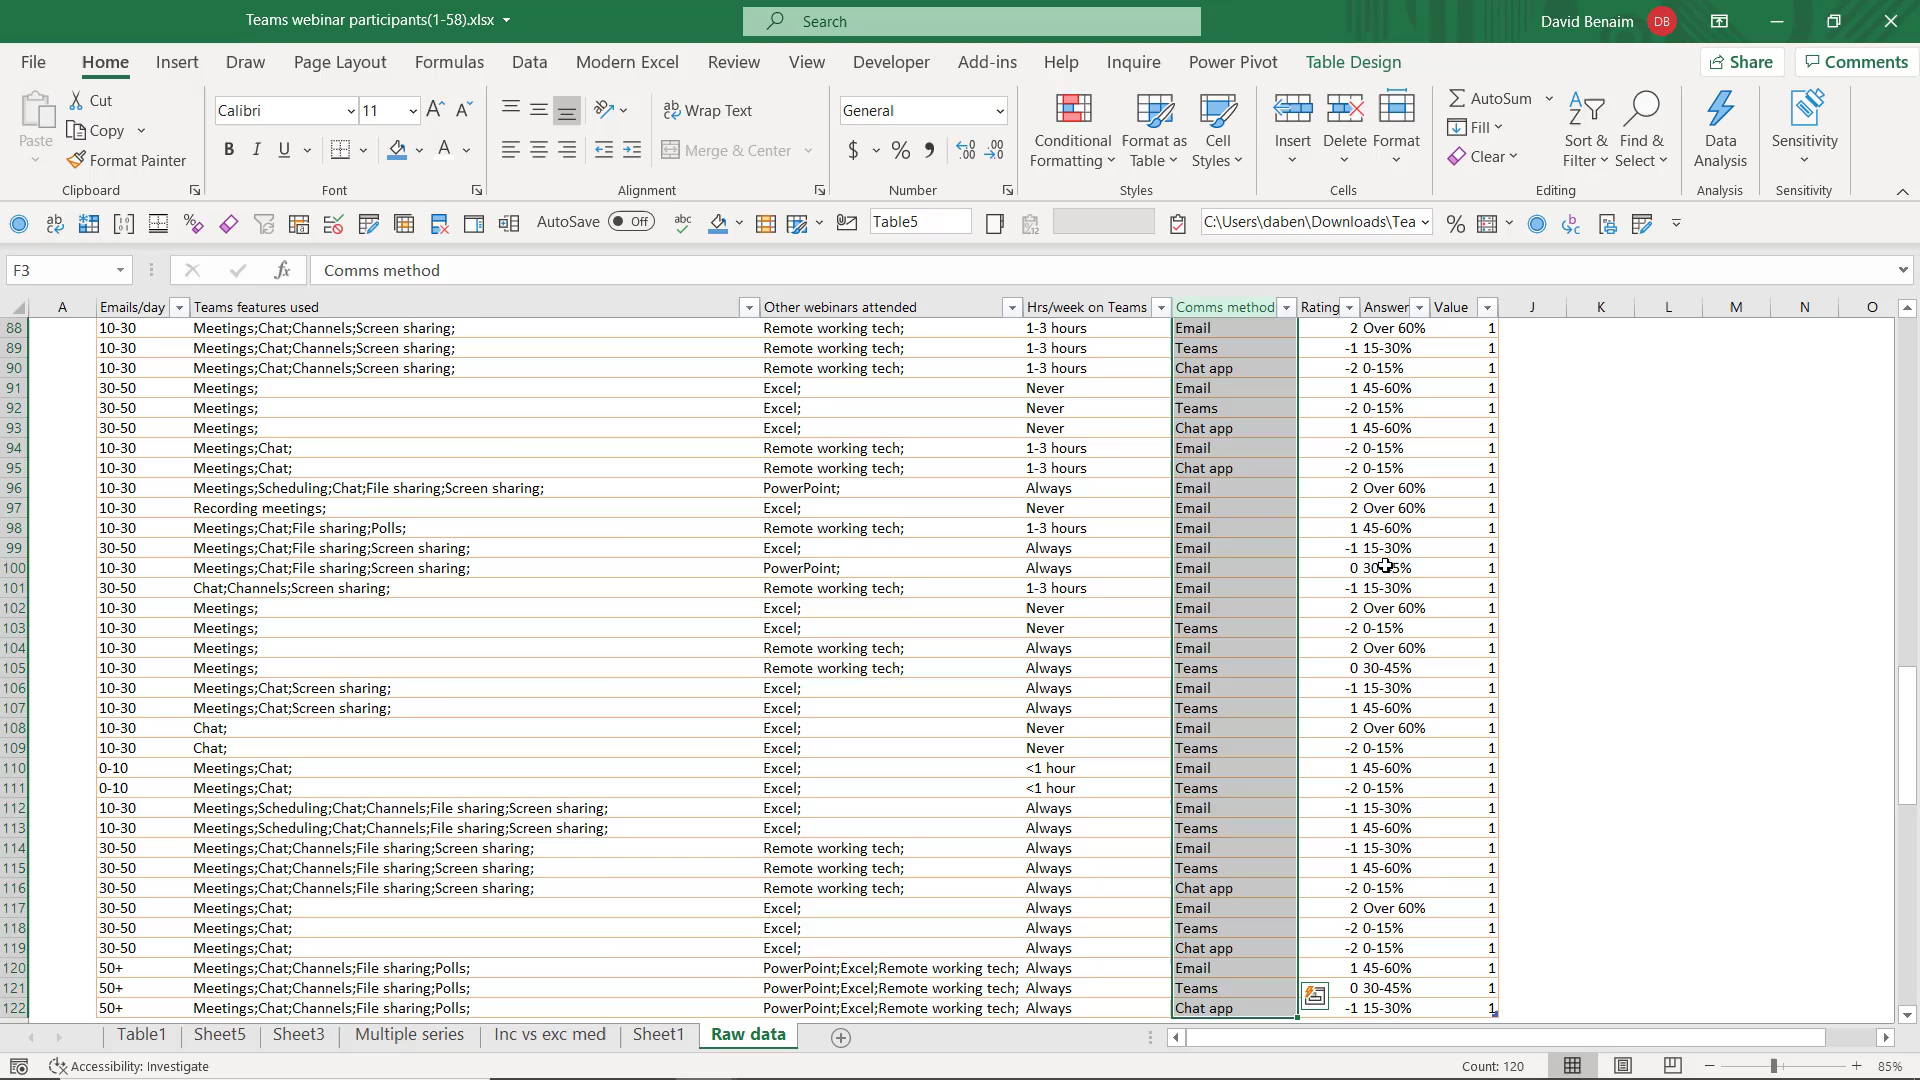 Teams webinar participants(1-58).xlsx
Search
David Benaim DB
File Home Insert Draw Page Layout Formulas Data Modern Excel Review View Developer Add-ins Help Inquire Power Pivot Table Design Share Comments
Paste
Cut
Copy
Format Painter
Clipboard
Calibri 11
B I U
Font
Wrap Text
Merge & Center
Alignment
General
$ % 9
Number
Conditional Formatting
Format as Table
Cell Styles
Styles
Insert
Delete
Format
Cells
AutoSum
Fill
Clear
Sort & Filter
Find & Select
Editing
Data Analysis
Analysis
Sensitivity
Sensitivity
AutoSave Off Table5 C:\Users\daben\Downloads\Tea
F3 fx Comms method
A Emails/day Teams features used Other webinars attended Hrs/week on Teams Comms method Rating Answer Value J K L M N O
88 10-30 Meetings;Chat;Channels;Screen sharing; Remote working tech; 1-3 hours Email 2 Over 60% 1
89 10-30 Meetings;Chat;Channels;Screen sharing; Remote working tech; 1-3 hours Teams -1 15-30% 1
90 10-30 Meetings;Chat;Channels;Screen sharing; Remote working tech; 1-3 hours Chat app -2 0-15% 1
91 30-50 Meetings; Excel; Never Email 1 45-60% 1
92 30-50 Meetings; Excel; Never Teams -2 0-15% 1
93 30-50 Meetings; Excel; Never Chat app 1 45-60% 1
94 10-30 Meetings;Chat; Remote working tech; 1-3 hours Email -2 0-15% 1
95 10-30 Meetings;Chat; Remote working tech; 1-3 hours Chat app -2 0-15% 1
96 10-30 Meetings;Scheduling;Chat;File sharing;Screen sharing; PowerPoint; Always Email 2 Over 60% 1
97 10-30 Recording meetings; Excel; Never Email 2 Over 60% 1
98 10-30 Meetings;Chat;File sharing;Polls; Remote working tech; 1-3 hours Email 1 45-60% 1
99 30-50 Meetings;Chat;File sharing;Screen sharing; Excel; Always Email -1 15-30% 1
100 10-30 Meetings;Chat;File sharing;Screen sharing; PowerPoint; Always Email 0 30-45% 1
101 30-50 Chat;Channels;Screen sharing; Remote working tech; 1-3 hours Email -1 15-30% 1
102 10-30 Meetings; Excel; Never Email 2 Over 60% 1
103 10-30 Meetings; Excel; Never Teams -2 0-15% 1
104 10-30 Meetings; Remote working tech; Always Email 2 Over 60% 1
105 10-30 Meetings; Remote working tech; Always Teams 0 30-45% 1
106 10-30 Meetings;Chat;Screen sharing; Excel; Always Email -1 15-30% 1
107 10-30 Meetings;Chat;Screen sharing; Excel; Always Teams 1 45-60% 1
108 10-30 Chat; Excel; Never Email 2 Over 60% 1
109 10-30 Chat; Excel; Never Teams -2 0-15% 1
110 0-10 Meetings;Chat; Excel; <1 hour Email 1 45-60% 1
111 0-10 Meetings;Chat; Excel; <1 hour Teams -2 0-15% 1
112 10-30 Meetings;Scheduling;Chat;Channels;File sharing;Screen sharing; Excel; Always Email -1 15-30% 1
113 10-30 Meetings;Scheduling;Chat;Channels;File sharing;Screen sharing; Excel; Always Teams 1 45-60% 1
114 30-50 Meetings;Chat;Channels;File sharing;Screen sharing; Remote working tech; Always Email -1 15-30% 1
115 30-50 Meetings;Chat;Channels;File sharing;Screen sharing; Remote working tech; Always Teams 1 45-60% 1
116 30-50 Meetings;Chat;Channels;File sharing;Screen sharing; Remote working tech; Always Chat app -2 0-15% 1
117 30-50 Meetings;Chat; Excel; Always Email 2 Over 60% 1
118 30-50 Meetings;Chat; Excel; Always Teams -2 0-15% 1
119 30-50 Meetings;Chat; Excel; Always Chat app -2 0-15% 1
120 50+ Meetings;Chat;Channels;File sharing;Polls; PowerPoint;Excel;Remote working tech; Always Email 1 45-60% 1
121 50+ Meetings;Chat;Channels;File sharing;Polls; PowerPoint;Excel;Remote working tech; Always Teams 0 30-45% 1
122 50+ Meetings;Chat;Channels;File sharing;Polls; PowerPoint;Excel;Remote working tech; Always Chat app -1 15-30% 1
Table1 Sheet5 Sheet3 Multiple series Inc vs exc med Sheet1 Raw data
Accessibility: Investigate Count: 120 85%